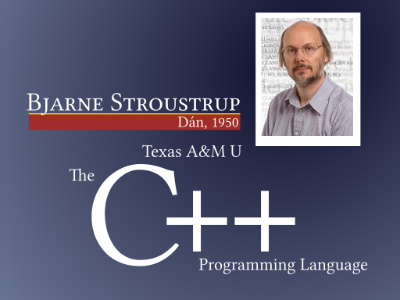 Bjarne Stroustrup
Dán, 1950
Texas A&M U
The
C++
Programming Language